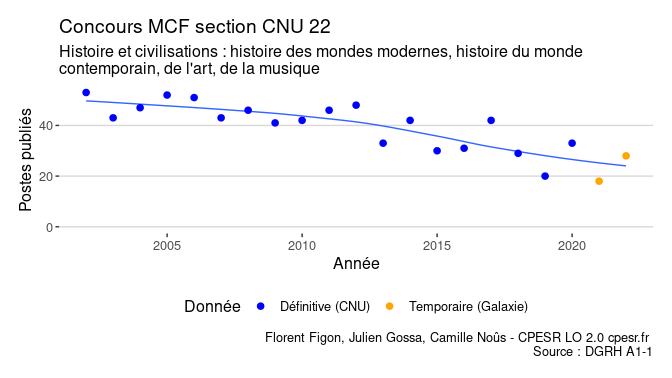 Concours MCF section CNU 22
Histoire et civilisations : histoire des mondes modernes, histoire du monde
contemporain, de l'art, de la musique
Postes publiés
40
20
0
2005 2010 2015 2020
Année
Donnée Définitive (CNU) Temporaire (Galaxie)
Florent Figon, Julien Gossa, Camille Noûs - CPESR LO 2.0 cpesr.fr
Source : DGRH A1-1